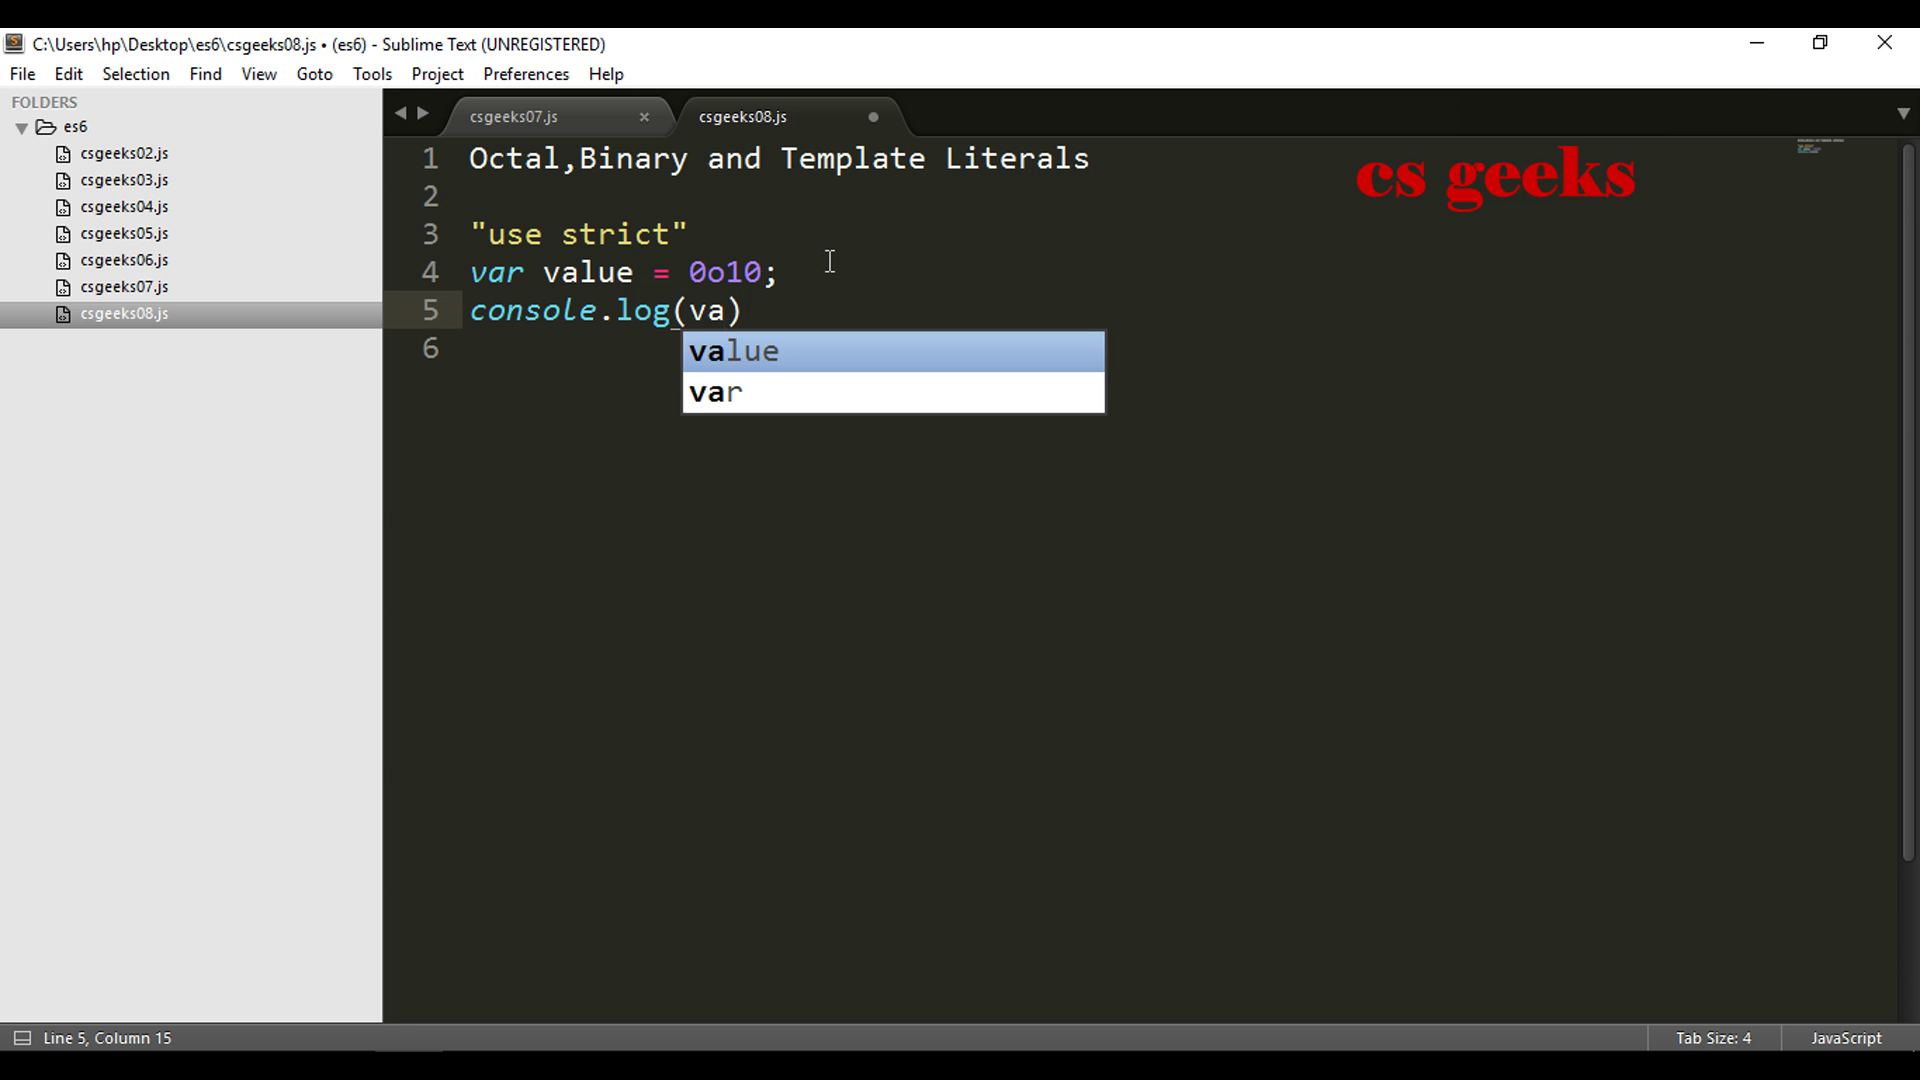 C:\Users\hp\Desktop\es6\csgeeks08.js • (es6) - Sublime Text (UNREGISTERED)
File Edit Selection Find View Goto Tools Project Preferences Help
FOLDERS
es6
csgeeks02.js
csgeeks03.js
csgeeks04.js
csgeeks05.js
csgeeks06.js
csgeeks07.js
csgeeks08.js
csgeeks07.js × csgeeks08.js
1 Octal,Binary and Template Literals
2
3 "use strict"
4 var value = 0o10;
5 console.log(va)
6
value
var
cs geeks
Line 5, Column 15 Tab Size: 4 JavaScript